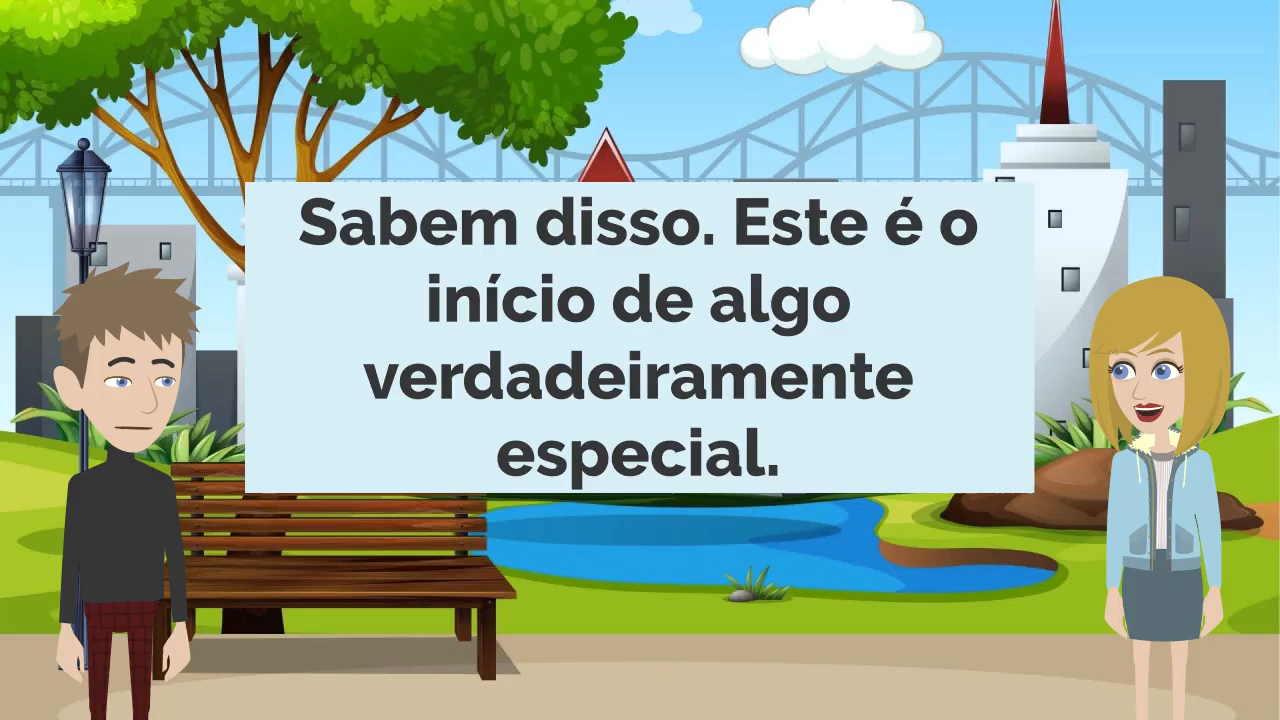 Sabem disso. Este é o
início de algo
verdadeiramente
especial.